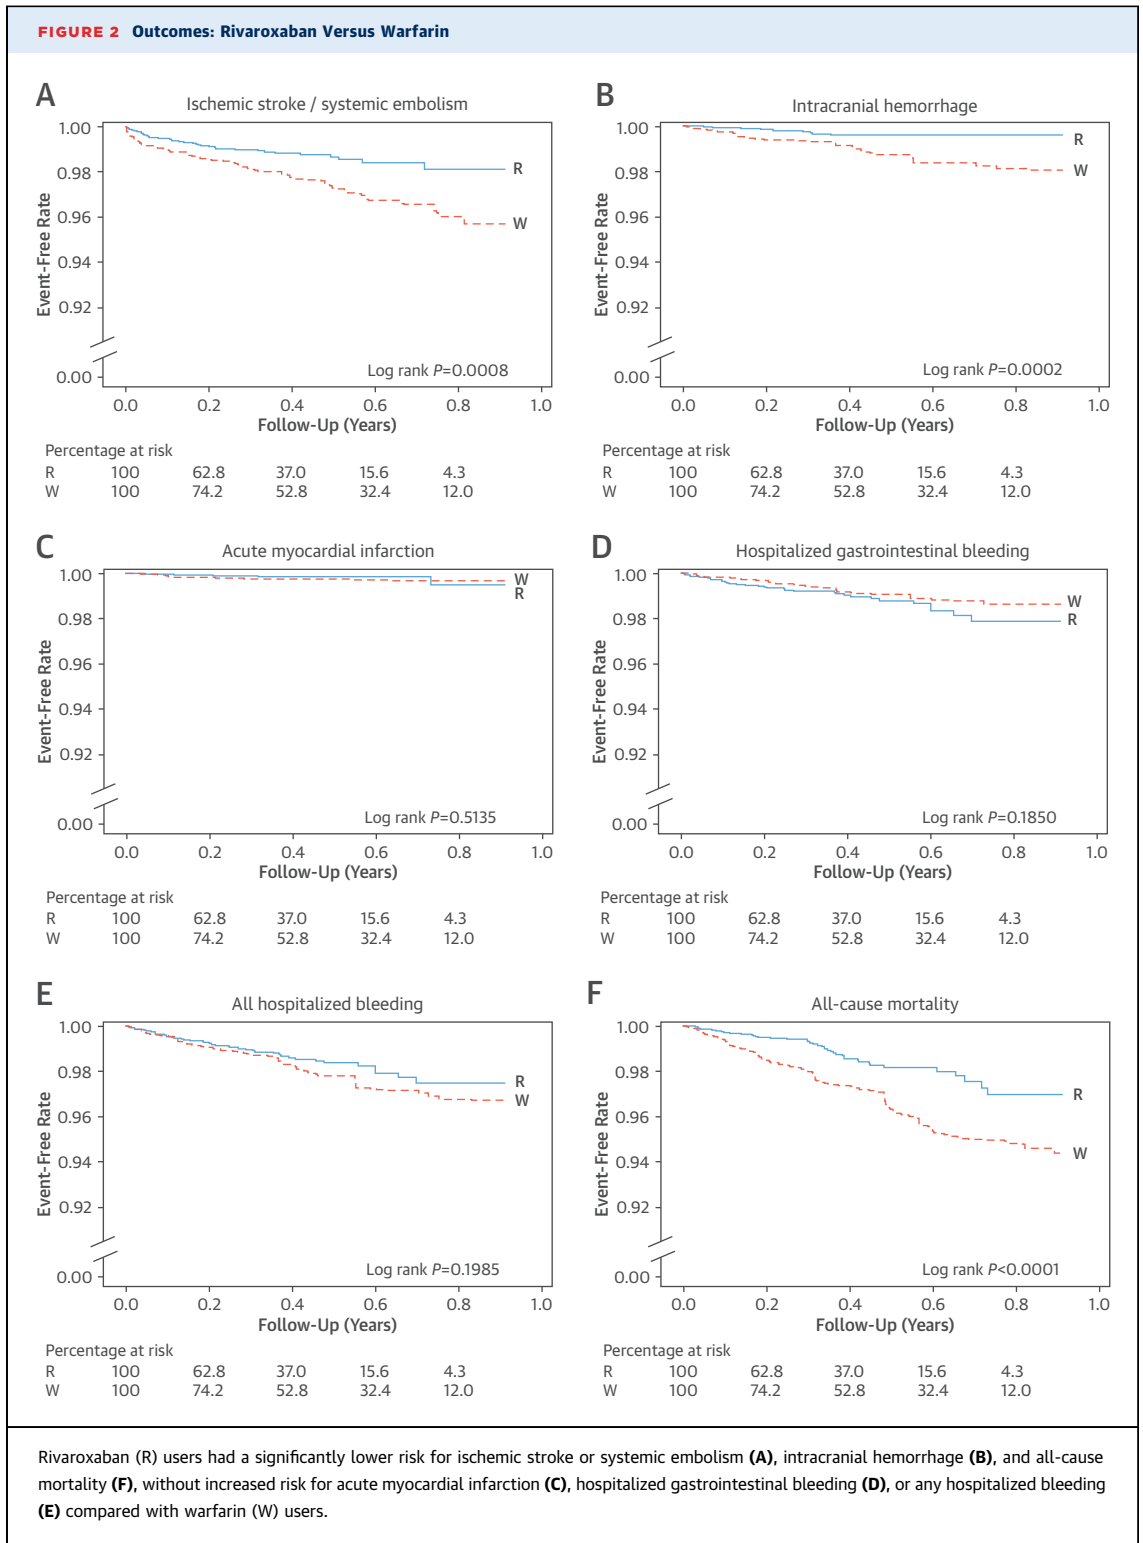 FIGURE 2 Outcomes: Rivaroxaban Versus Warfarin
A
Ischemic stroke / systemic embolism
Event-Free Rate
1.00
0.98
0.96
0.94
0.92
0.00
R
W
Log rank P=0.0008
0.0 0.2 0.4 0.6 0.8 1.0
Follow-Up (Years)
Percentage at risk
R 100 62.8 37.0 15.6 4.3
W 100 74.2 52.8 32.4 12.0
B
Intracranial hemorrhage
Event-Free Rate
1.00
0.98
0.96
0.94
0.92
0.00
R
W
Log rank P=0.0002
0.0 0.2 0.4 0.6 0.8 1.0
Follow-Up (Years)
Percentage at risk
R 100 62.8 37.0 15.6 4.3
W 100 74.2 52.8 32.4 12.0
C
Acute myocardial infarction
Event-Free Rate
1.00
0.98
0.96
0.94
0.92
0.00
W
R
Log rank P=0.5135
0.0 0.2 0.4 0.6 0.8 1.0
Follow-Up (Years)
Percentage at risk
R 100 62.8 37.0 15.6 4.3
W 100 74.2 52.8 32.4 12.0
D
Hospitalized gastrointestinal bleeding
Event-Free Rate
1.00
0.98
0.96
0.94
0.92
0.00
W
R
Log rank P=0.1850
0.0 0.2 0.4 0.6 0.8 1.0
Follow-Up (Years)
Percentage at risk
R 100 62.8 37.0 15.6 4.3
W 100 74.2 52.8 32.4 12.0
E
All hospitalized bleeding
Event-Free Rate
1.00
0.98
0.96
0.94
0.92
0.00
R
W
Log rank P=0.1985
0.0 0.2 0.4 0.6 0.8 1.0
Follow-Up (Years)
Percentage at risk
R 100 62.8 37.0 15.6 4.3
W 100 74.2 52.8 32.4 12.0
F
All-cause mortality
Event-Free Rate
1.00
0.98
0.96
0.94
0.92
0.00
R
W
Log rank P<0.0001
0.0 0.2 0.4 0.6 0.8 1.0
Follow-Up (Years)
Percentage at risk
R 100 62.8 37.0 15.6 4.3
W 100 74.2 52.8 32.4 12.0
Rivaroxaban (R) users had a significantly lower risk for ischemic stroke or systemic embolism (A), intracranial hemorrhage (B), and all-cause
mortality (F), without increased risk for acute myocardial infarction (C), hospitalized gastrointestinal bleeding (D), or any hospitalized bleeding
(E) compared with warfarin (W) users.